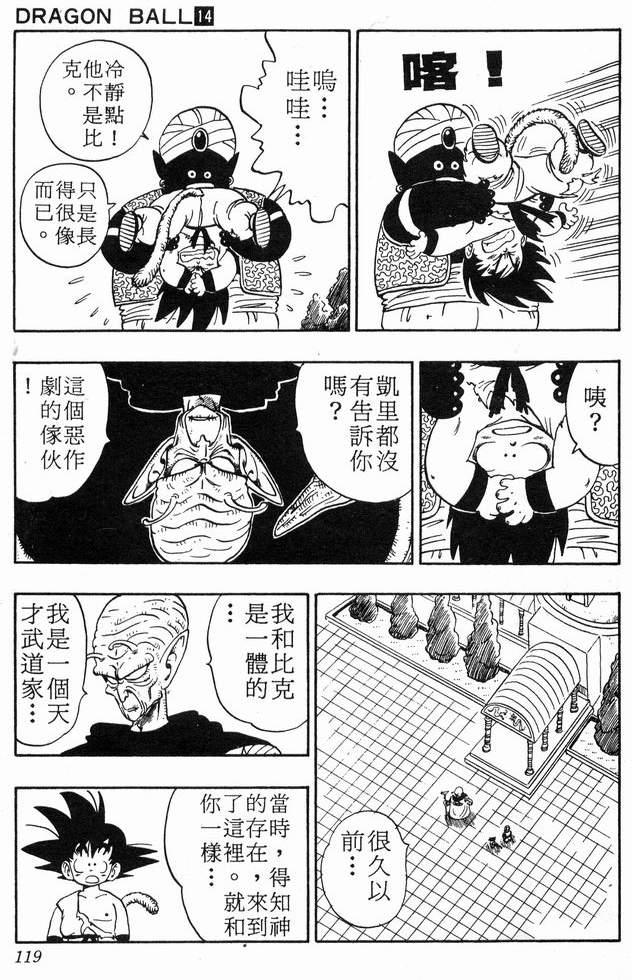 DRAGON BALL 14
喀！
嗚…
哇哇…
冷靜點！
他不是比
克。
只是長
得很像
而已。
咦？
凱里都沒
有告訴你
嗎？
這個惡作
劇的傢伙
！
很久以
前…
我和比克
是一體的
…
我是一個天
才武道家…
當時，得知神
的存在，來到
了這裡。就和
你一樣…
119